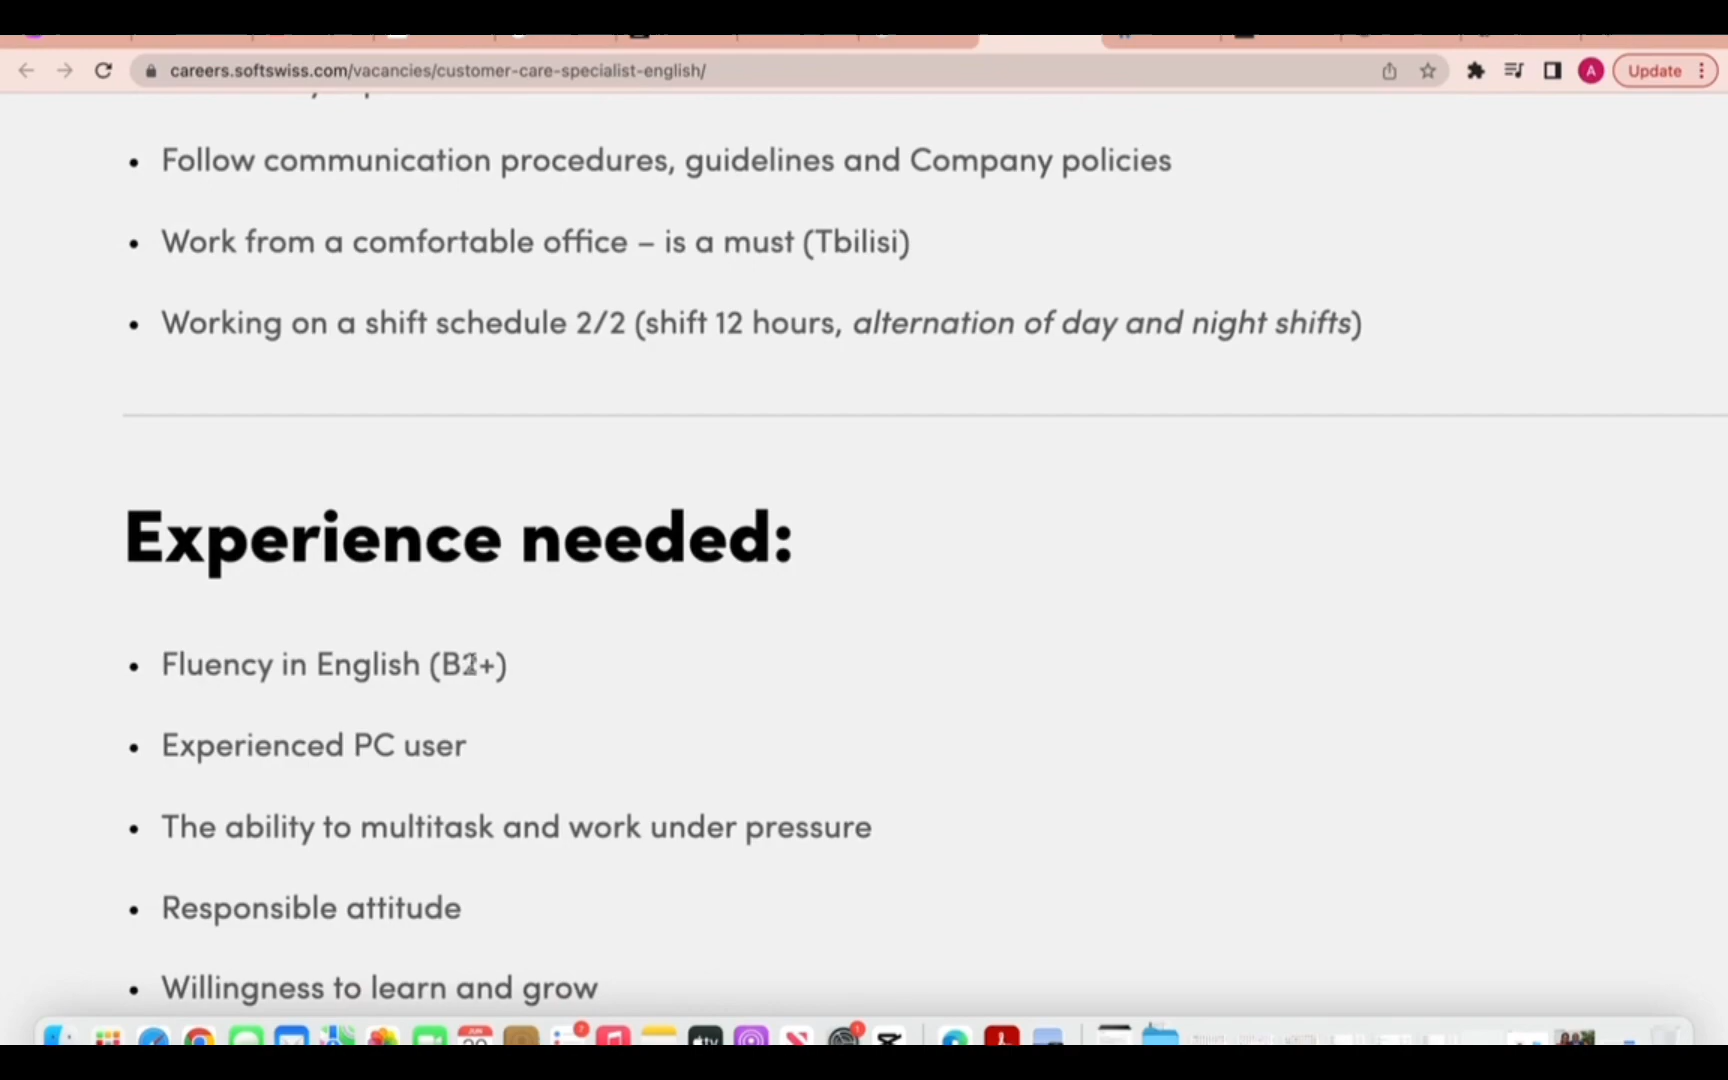 careers.softswiss.com/vacancies/customer-care-specialist-english/
A
Update
• Follow communication procedures, guidelines and Company policies
• Work from a comfortable office – is a must (Tbilisi)
• Working on a shift schedule 2/2 (shift 12 hours, alternation of day and night shifts)
Experience needed:
• Fluency in English (B2+)
• Experienced PC user
• The ability to multitask and work under pressure
• Responsible attitude
• Willingness to learn and grow
JUN
tv